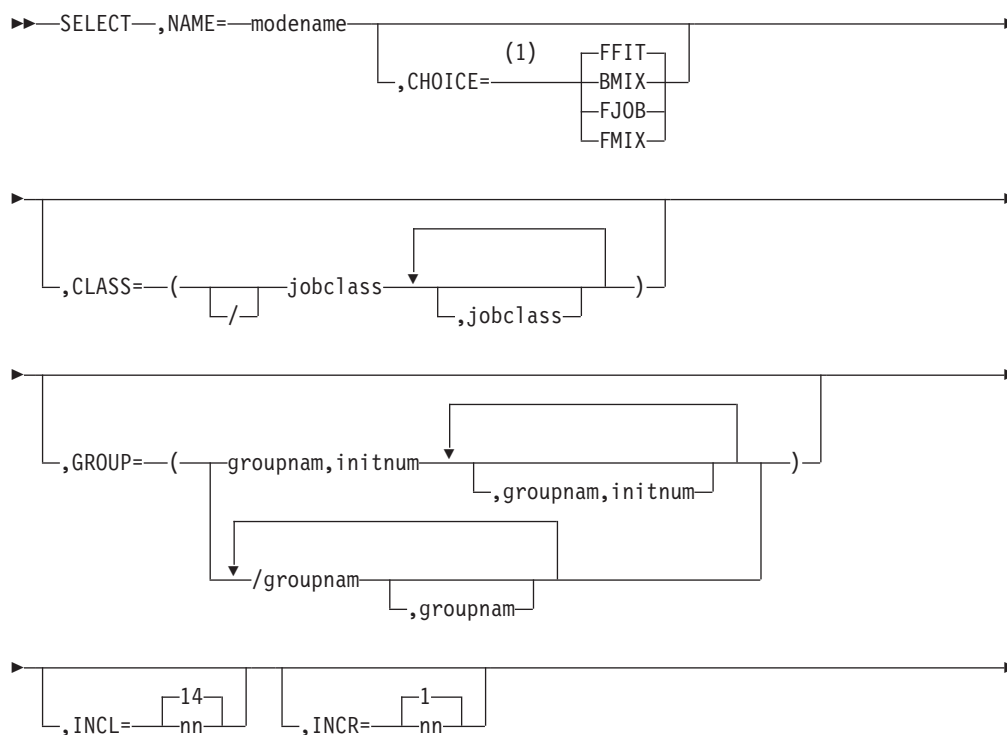 SELECT ,NAME= modename
(1)
,CHOICE=
FFIT
BMIX
FJOB
FMIX
,CLASS= ( / jobclass ,jobclass )
,GROUP= ( groupnam,initnum ,groupnam,initnum )
/groupnam ,groupnam
,INCL= 14 nn ,INCR= 1 nn